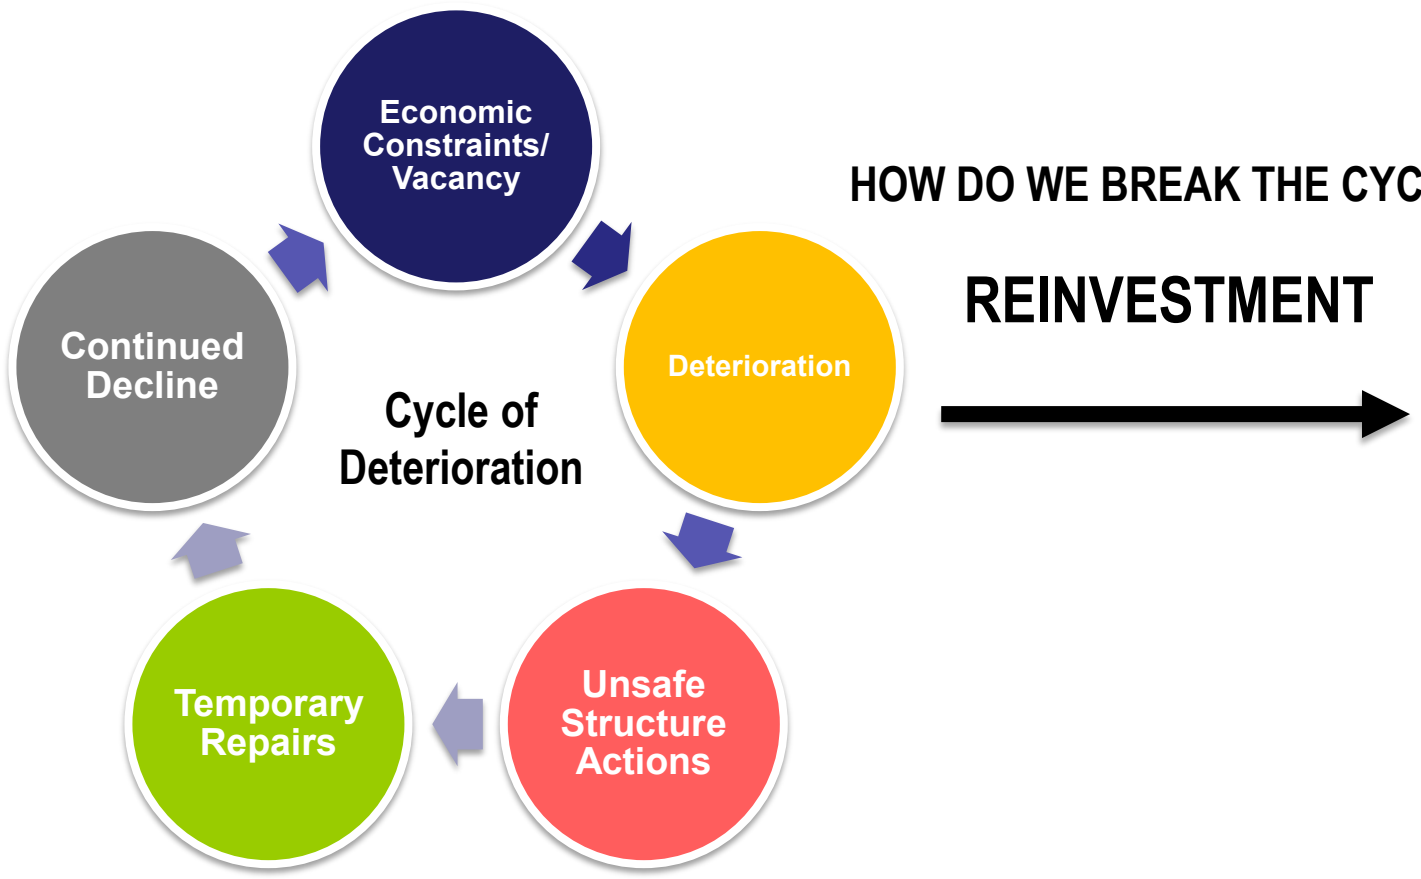 Economic
Constraints/
Vacancy
HOW DO WE BREAK THE CYC
REINVESTMENT
Deterioration
Continued
Decline
Cycle of
Deterioration
Unsafe
Structure
Actions
Temporary
Repairs